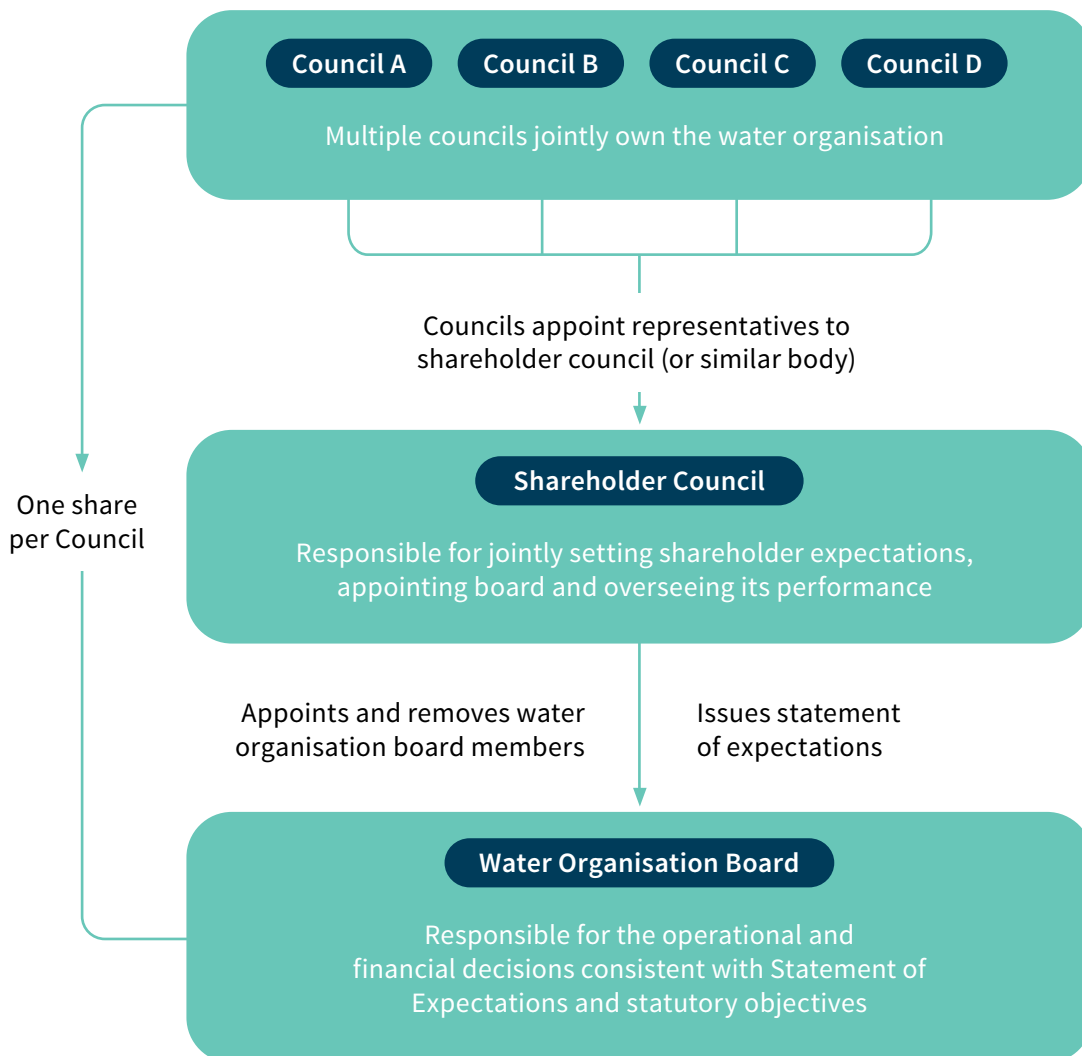 Council A
Council B
Council C
Council D
Multiple councils jointly own the water organisation
Councils appoint representatives to
shareholder council (or similar body)
One share
per Council
Shareholder Council
Responsible for jointly setting shareholder expectations,
appointing board and overseeing its performance
Appoints and removes water
organisation board members
Issues statement
of expectations
Water Organisation Board
Responsible for the operational and
financial decisions consistent with Statement of
Expectations and statutory objectives